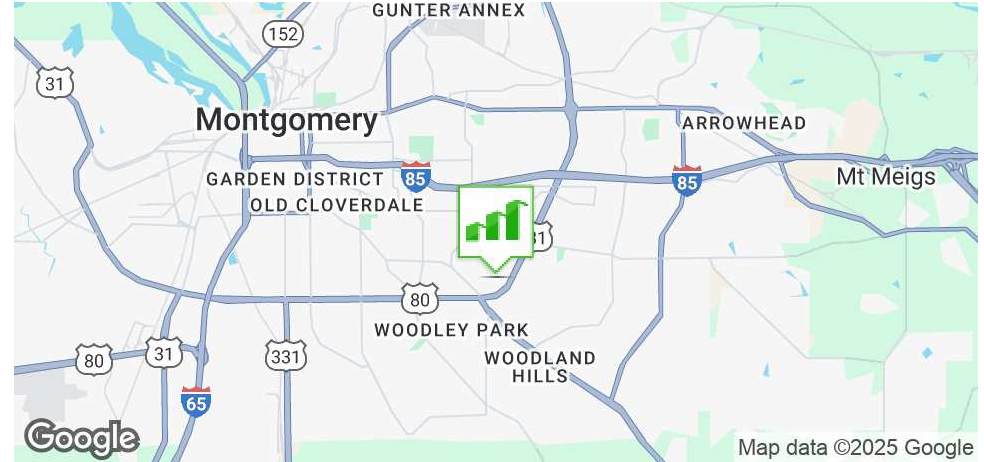 GUNTER ANNEX
152
31
Montgomery
ARROWHEAD
85
GARDEN DISTRICT
85
Mt Meigs
OLD CLOVERDALE
31
80
WOODLEY PARK
80
31
331
WOODLAND
HILLS
65
Google
Map data ©2025 Google